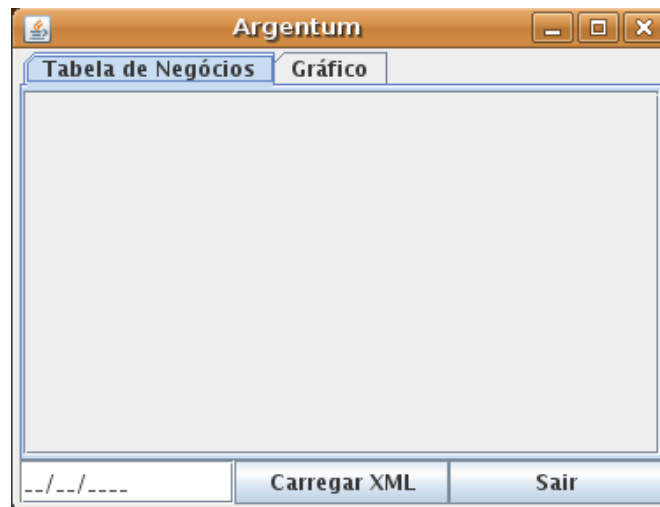 Argentum
Tabela de Negócios Gráfico
__/__/____ Carregar XML Sair